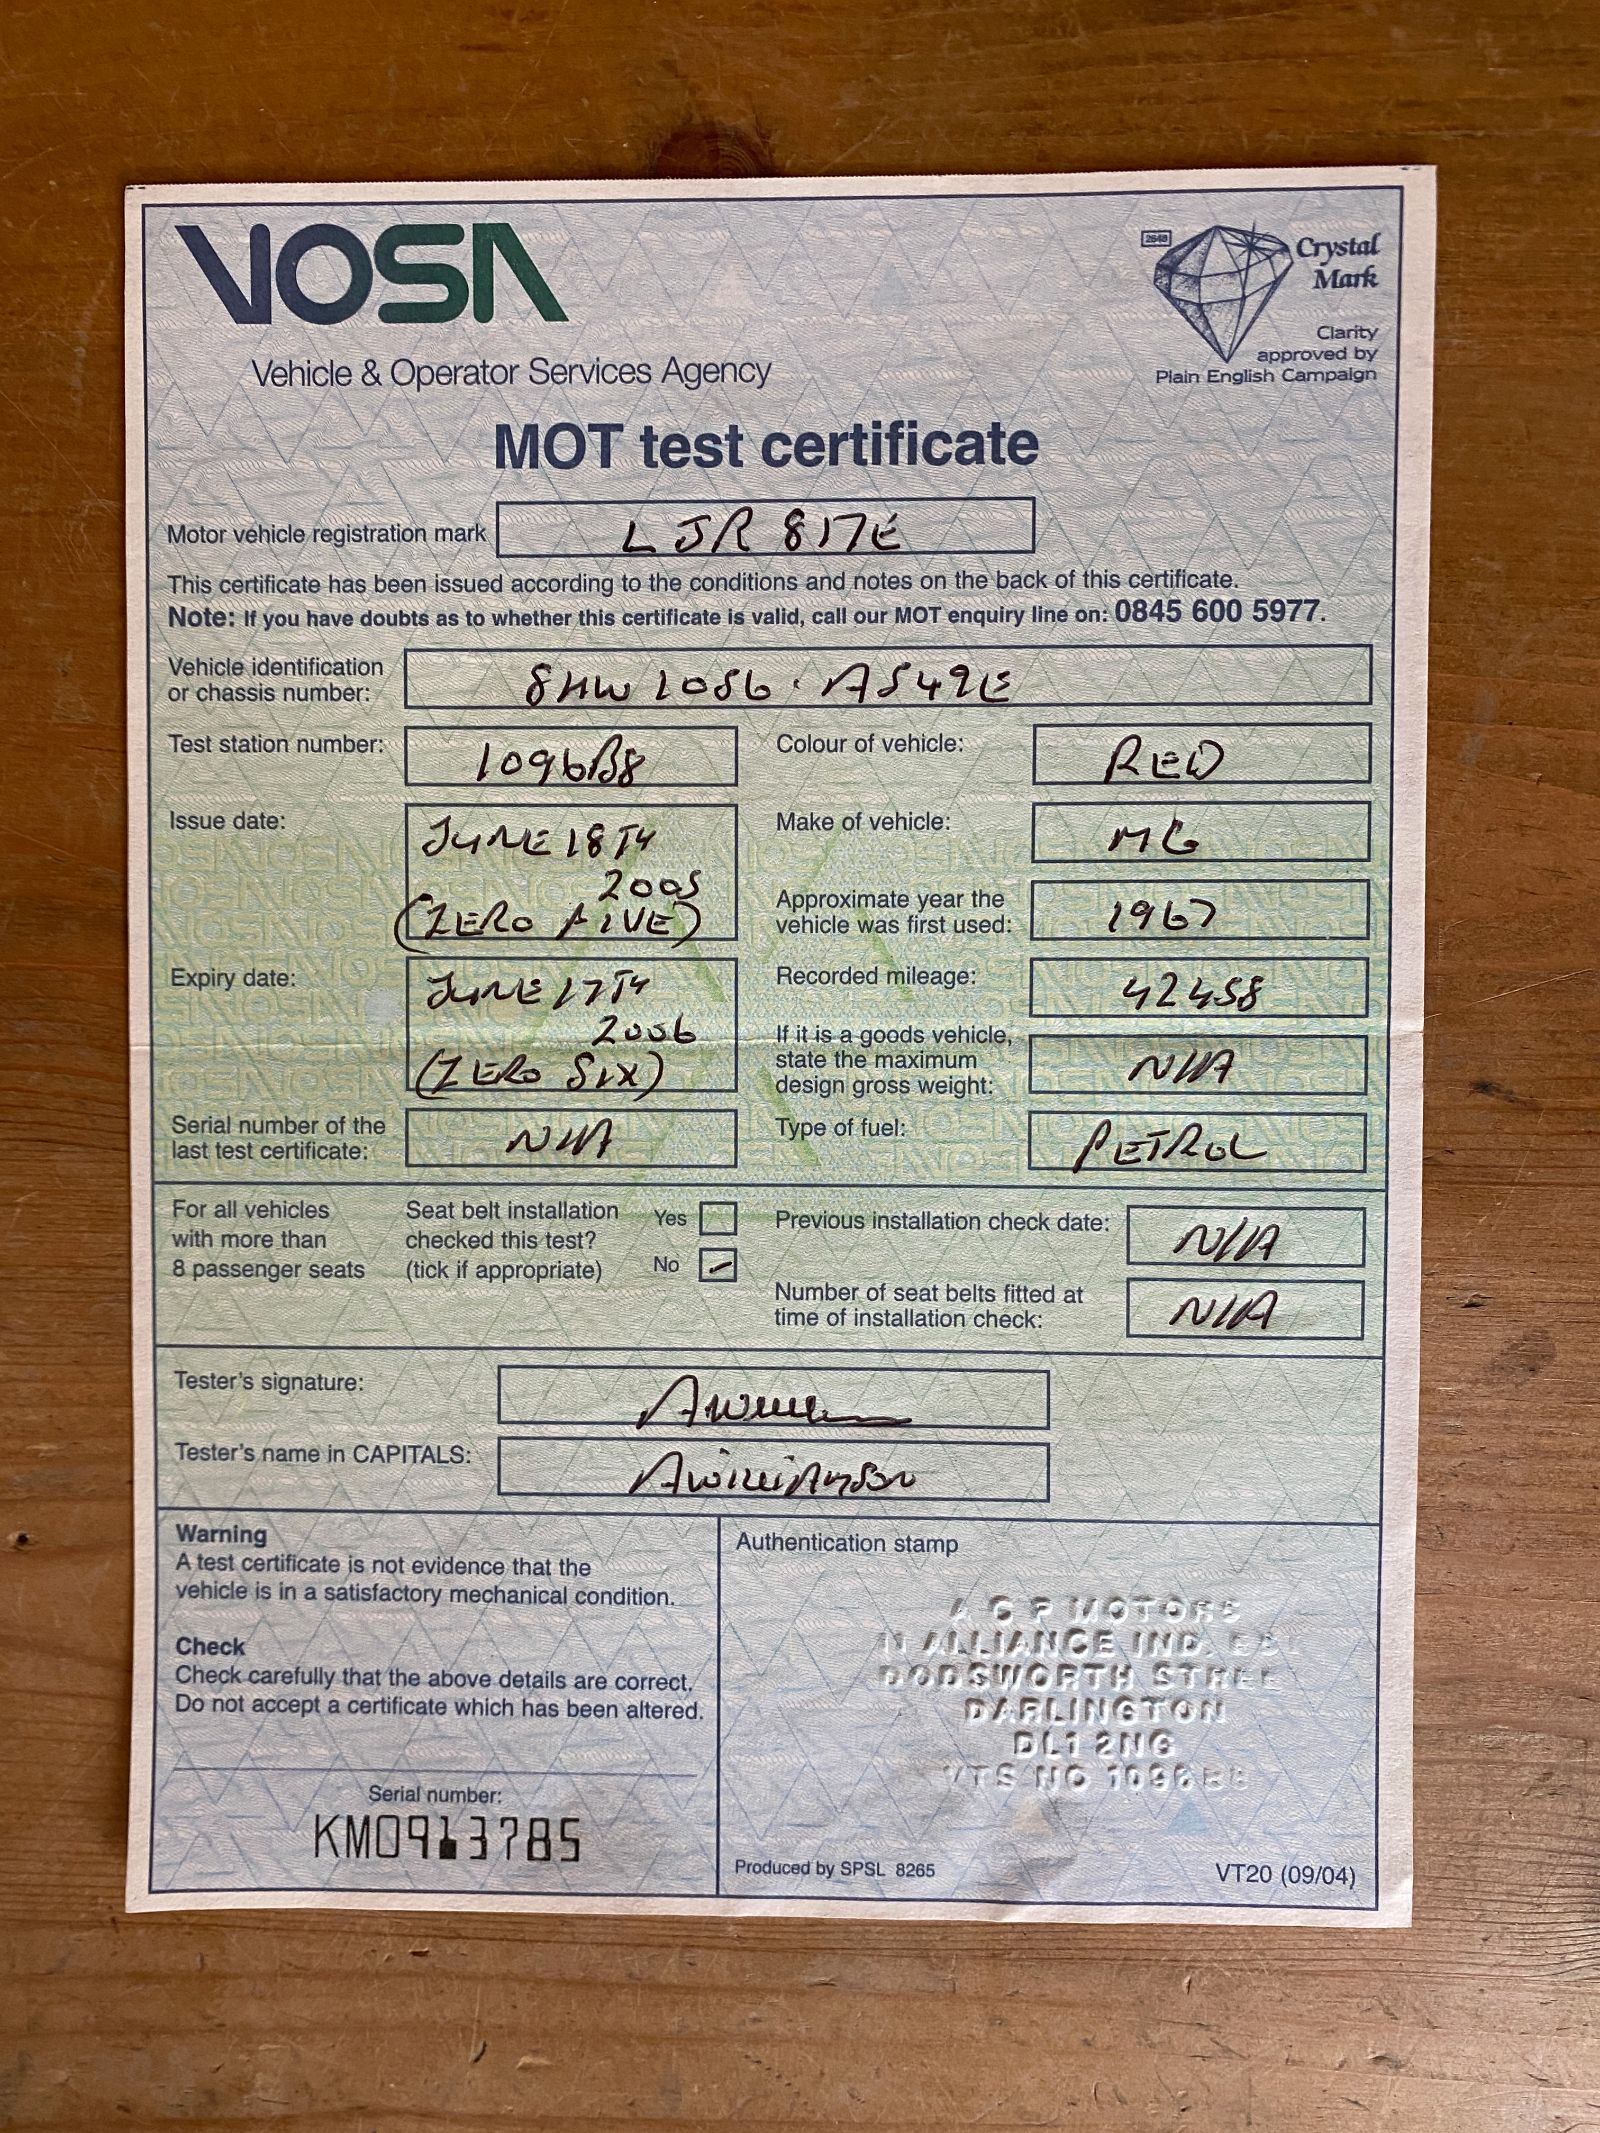 VOSA
Vehicle & Operator Services Agency
2648
Crystal
Mark
Clarity
approved by
Plain English Campaign
MOT test certificate
Motor vehicle registration mark LJR 817E
This certificate has been issued according to the conditions and notes on the back of this certificate.
Note: If you have doubts as to whether this certificate is valid, call our MOT enquiry line on: 0845 600 5977.
Vehicle identification
or chassis number:
Test station number: 1096B8
Colour of vehicle: RED
Issue date: JUNE 18TH
2005
(ZERO FIVE)
Make of vehicle: MG
Approximate year the
vehicle was first used: 1967
Expiry date: JUNE 17TH
2006
(ZERO SIX)
Recorded mileage: 42458
If it is a goods vehicle,
state the maximum
design gross weight: N/A
Serial number of the
last test certificate: N/A
Type of fuel: PETROL
For all vehicles
with more than
8 passenger seats
Seat belt installation
checked this test?
(tick if appropriate)
Yes
No
Previous installation check date: N/A
Number of seat belts fitted at
time of installation check: N/A
Tester's signature:
Tester's name in CAPITALS: A WILLIAMSON
Warning
A test certificate is not evidence that the
vehicle is in a satisfactory mechanical condition.
Check
Check carefully that the above details are correct.
Do not accept a certificate which has been altered.
Serial number:
KM0913785
Authentication stamp
MOTORS
ALLIANCE IND.
DODSWORTH
DARLINGTON
DL1 2NG
VTS NO 1096B8
Produced by SPSL 8265
VT20 (09/04)